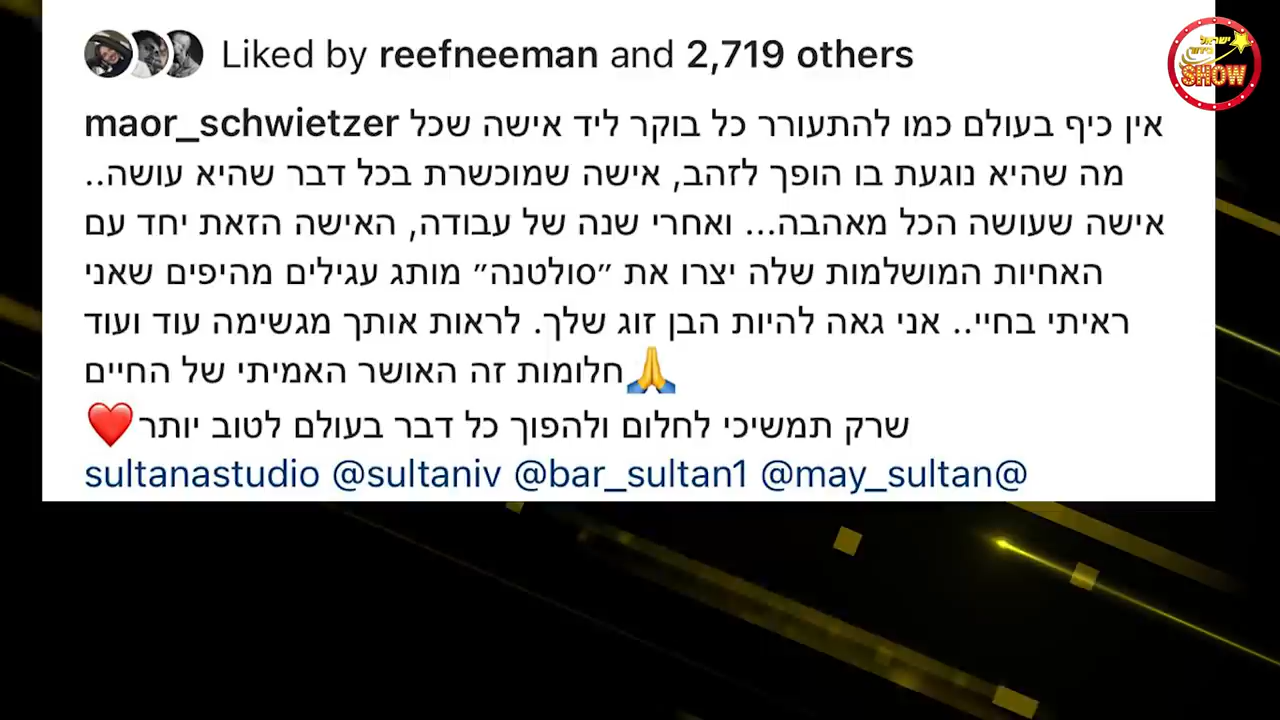 Liked by reefneeman and 2,719 others
maor_schwietzer אין כיף בעולם כמו להתעורר כל בוקר ליד אישה שכל
מה שהיא נוגעת בו הופך לזהב, אישה שמוכשרת בכל דבר שהיא עושה..
אישה שעושה הכל מאהבה... ואחרי שנה של עבודה, האישה הזאת יחד עם
האחיות המושלמות שלה יצרו את ״סולטנה״ מותג עגילים מהיפים שאני
ראיתי בחיי.. אני גאה להיות הבן זוג שלך. לראות אותך מגשימה עוד ועוד
חלומות זה האושר האמיתי של החיים🙏
שרק תמשיכי לחלום ולהפוך כל דבר בעולם לטוב יותר❤️
sultanastudio @sultaniv @bar_sultan1 @may_sultan@
ישראל
בידור
SHOW